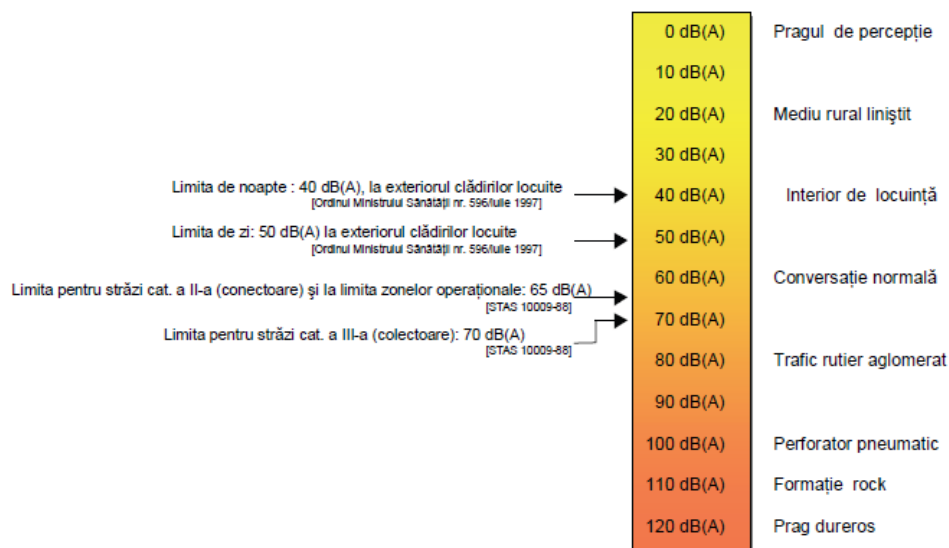 0 dB(A) Pragul de percepție
10 dB(A)
20 dB(A) Mediu rural liniştit
30 dB(A)
Limita de noapte : 40 dB(A), la exteriorul clădirilor locuite
[Ordinul Ministrului Sănătății nr. 596/iulie 1997]
40 dB(A) Interior de locuință
Limita de zi: 50 dB(A) la exteriorul clădirilor locuite
[Ordinul Ministrului Sănătății nr. 596/iulie 1997]
50 dB(A)
60 dB(A) Conversație normală
Limita pentru străzi cat. a II-a (conectoare) şi la limita zonelor operaționale: 65 dB(A)
[STAS 10009-88]
70 dB(A)
Limita pentru străzi cat. a III-a (colectoare): 70 dB(A)
[STAS 10009-88]
80 dB(A) Trafic rutier aglomerat
90 dB(A)
100 dB(A) Perforator pneumatic
110 dB(A) Formație rock
120 dB(A) Prag dureros